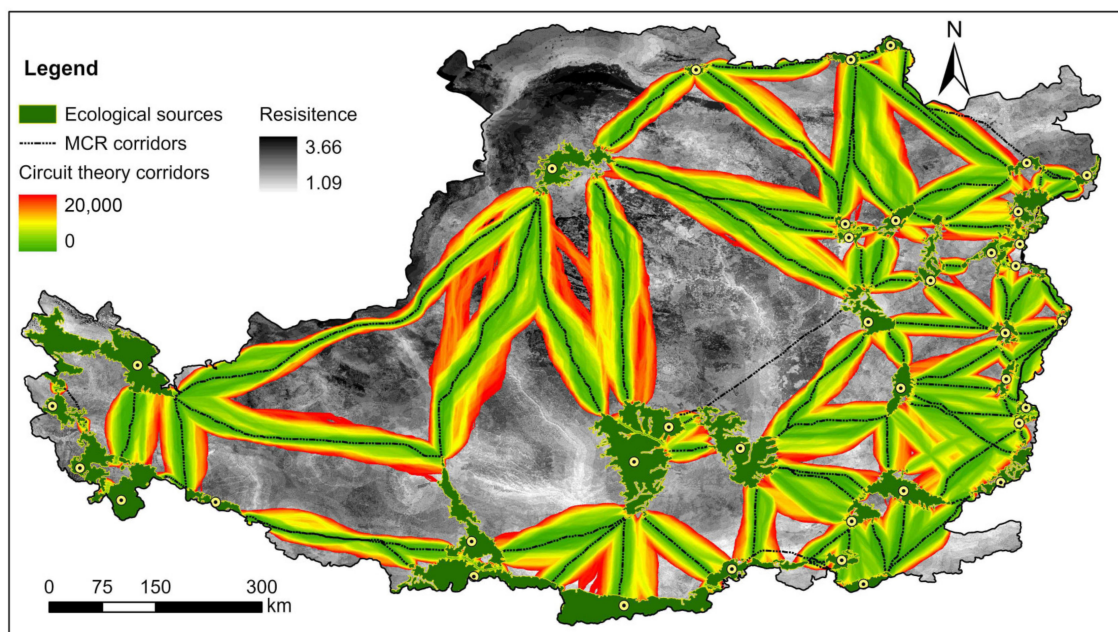 N
Legend
Ecological sources
MCR corridors
Circuit theory corridors
20,000
0
Resisitence
3.66
1.09
0 75 150 300
km